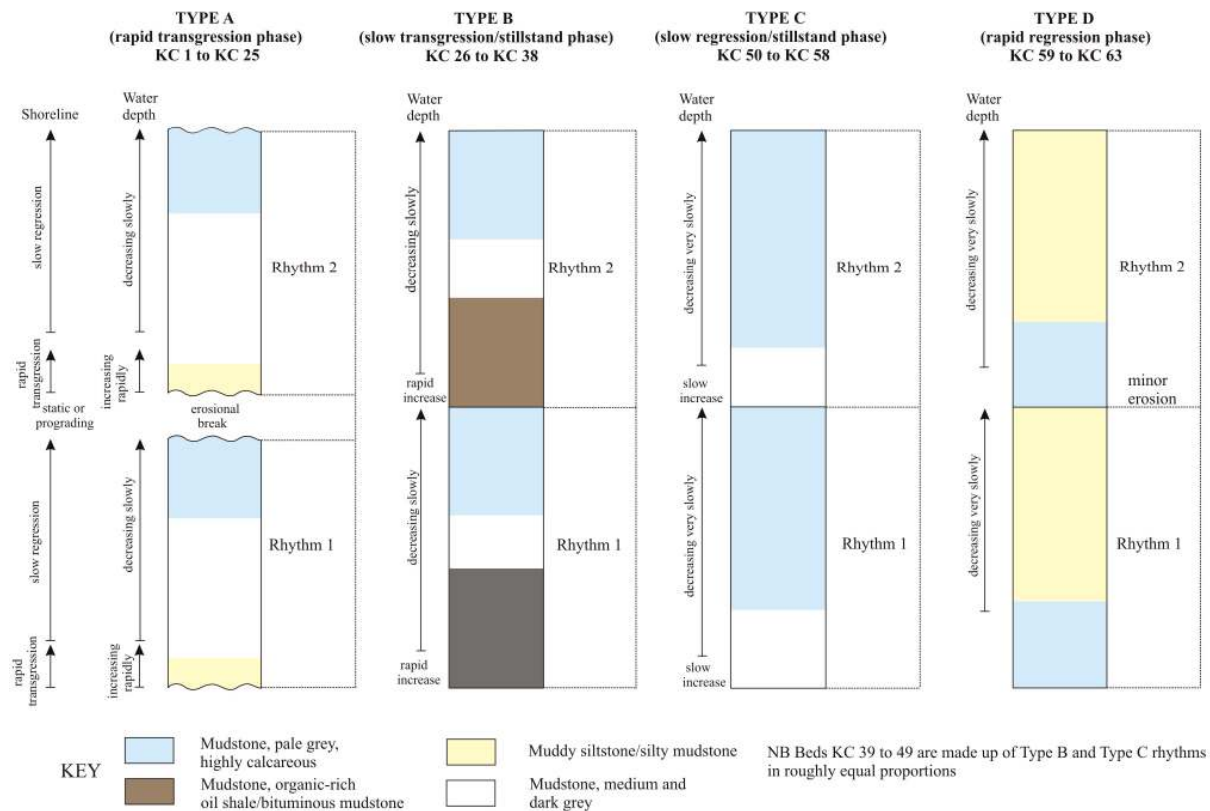 TYPE A
(rapid transgression phase)
KC 1 to KC 25
TYPE B
(slow transgression/stillstand phase)
KC 26 to KC 38
TYPE C
(slow regression/stillstand phase)
KC 50 to KC 58
TYPE D
(rapid regression phase)
KC 59 to KC 63
Shoreline
Water
depth
slow regression
decreasing slowly
Rhythm 2
rapid
transgression
increasing
rapidly
static or
prograding
erosional
break
slow regression
decreasing slowly
Rhythm 1
rapid
transgression
increasing
rapidly
Water
depth
decreasing slowly
Rhythm 2
rapid
increase
decreasing slowly
Rhythm 1
rapid
increase
Water
depth
decreasing very slowly
Rhythm 2
slow
increase
decreasing very slowly
Rhythm 1
slow
increase
Water
depth
decreasing very slowly
Rhythm 2
minor
erosion
decreasing very slowly
Rhythm 1
KEY
Mudstone, pale grey,
highly calcareous
Mudstone, organic-rich
oil shale/bituminous mudstone
Muddy siltstone/silty mudstone
Mudstone, medium and
dark grey
NB Beds KC 39 to 49 are made up of Type B and Type C rhythms
in roughly equal proportions